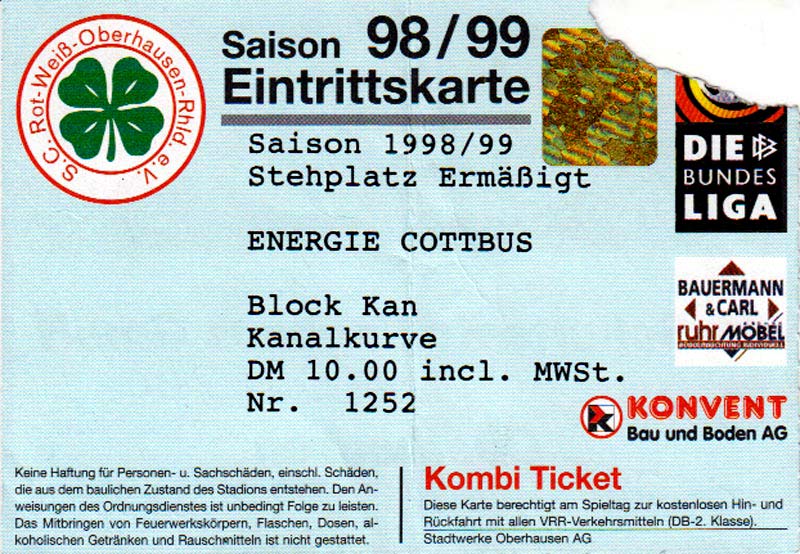 S.C. Rot-Weiß-Oberhausen-Rhld. e.V.
Saison 98/99
Eintrittskarte
Saison 1998/99
Stehplatz Ermäßigt
ENERGIE COTTBUS
Block Kan
Kanalkurve
DM 10.00 incl. MWSt.
Nr. 1252
DIE DFB
BUNDES
LIGA
BAUERMANN
& CARL
ruhr MÖBEL
KONVENT
Bau und Boden AG
Keine Haftung für Personen- u. Sachschäden, einschl. Schäden,
die aus dem baulichen Zustand des Stadions entstehen. Den An-
weisungen des Ordnungsdienstes ist unbedingt Folge zu leisten.
Das Mitbringen von Feuerwerkskörpern, Flaschen, Dosen, al-
koholischen Getränken und Rauschmitteln ist nicht gestattet.
Kombi Ticket
Diese Karte berechtigt am Spieltag zur kostenlosen Hin- und
Rückfahrt mit allen VRR-Verkehrsmitteln (DB-2. Klasse).
Stadtwerke Oberhausen AG